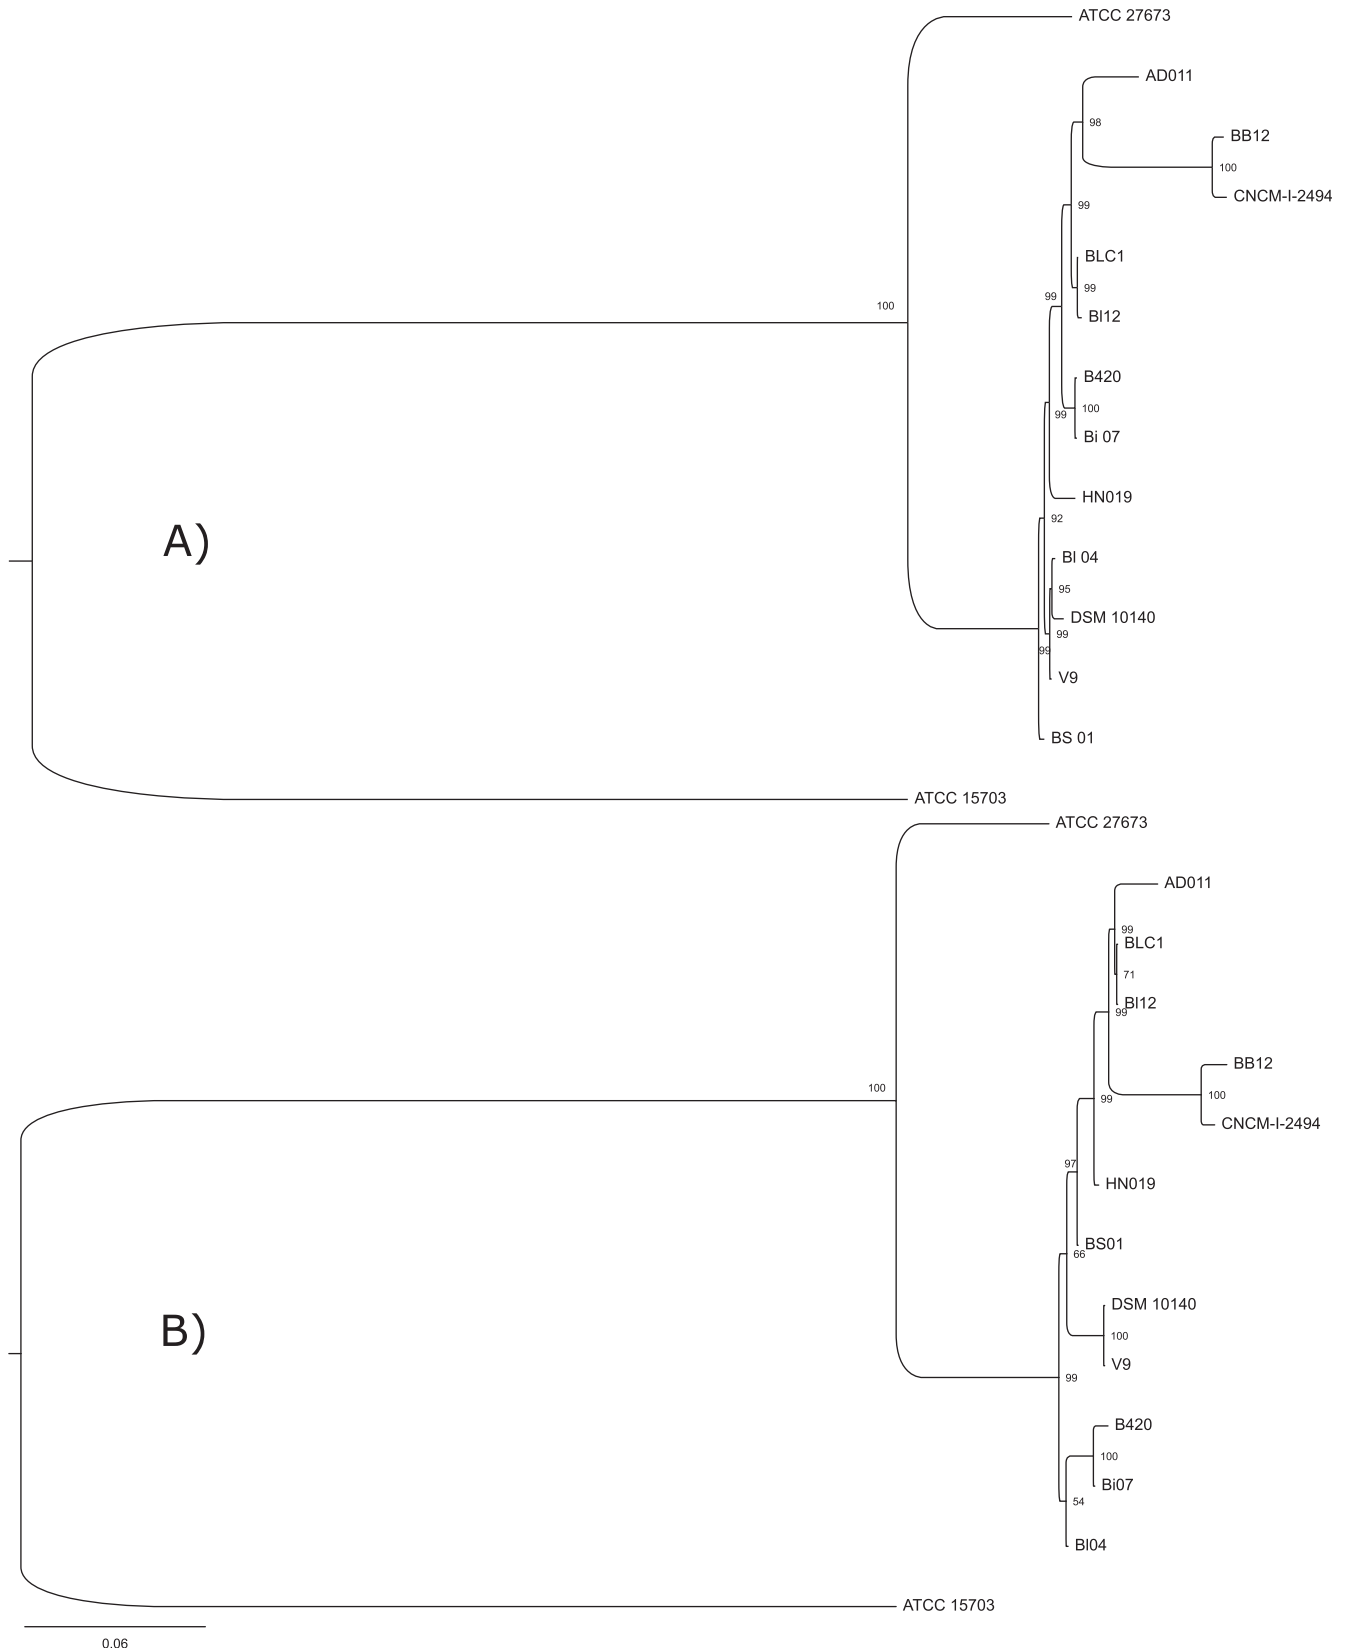 ATCC 27673
AD011
98
BB12
100
CNCM-I-2494
99
BLC1
99
100
99
Bl12
B420
100
99
Bi 07
HN019
A)
92
Bl 04
95
DSM 10140
99
99
V9
BS 01
ATCC 15703
ATCC 27673
AD011
99
BLC1
71
Bl12
99
BB12
100
100
99
CNCM-I-2494
97
HN019
BS01
66
DSM 10140
B)
100
V9
99
B420
100
Bi07
54
Bl04
ATCC 15703
0.06